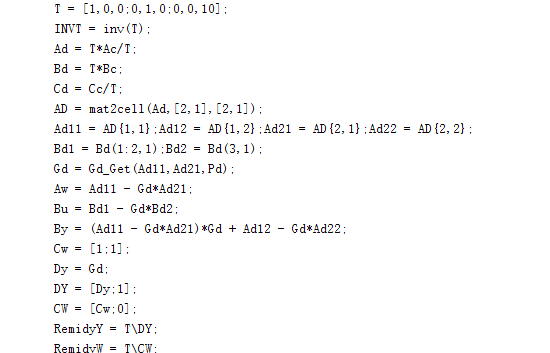 T = [1,0,0;0,1,0;0,0,10];
INVT = inv(T);
Ad = T*Ac/T;
Bd = T*Bc;
Cd = Cc/T;
AD = mat2cell(Ad,[2,1],[2,1]);
Ad11 = AD{1,1};Ad12 = AD{1,2};Ad21 = AD{2,1};Ad22 = AD{2,2};
Bd1 = Bd(1:2,1);Bd2 = Bd(3,1);
Gd = Gd_Get(Ad11,Ad21,Pd);
Aw = Ad11 - Gd*Ad21;
Bu = Bd1 - Gd*Bd2;
By = (Ad11 - Gd*Ad21)*Gd + Ad12 - Gd*Ad22;
Cw = [1;1];
Dy = Gd;
DY = [Dy;1];
CW = [Cw;0];
RemidyY = T\DY;
RemidyW = T\CW;